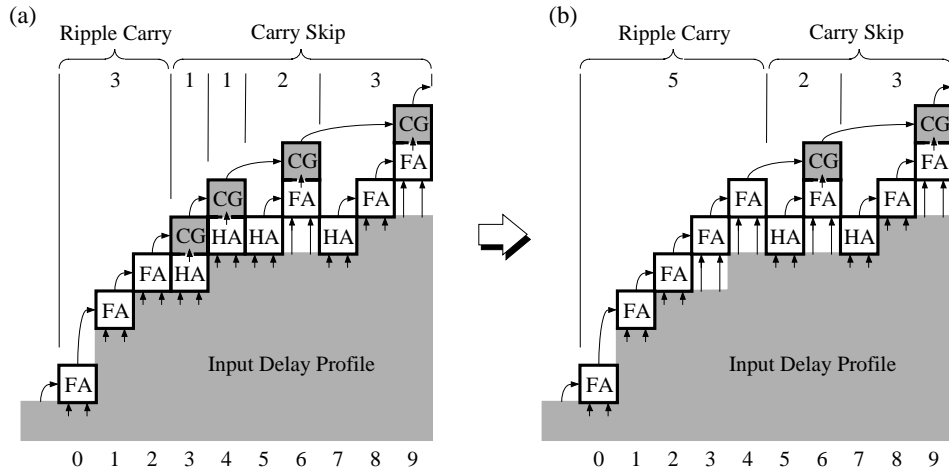 (a)
Ripple Carry Carry Skip
3 1 1 2 3
CG
CG FA
CG FA FA
CG HA HA HA
FA HA
FA
FA
Input Delay Profile
0 1 2 3 4 5 6 7 8 9
(b)
Ripple Carry Carry Skip
5 2 3
CG
CG FA
FA FA FA
FA HA HA
FA
FA
FA
Input Delay Profile
0 1 2 3 4 5 6 7 8 9